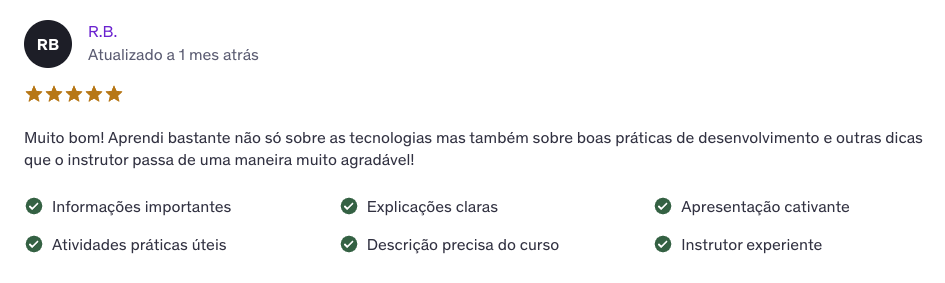 RB
R.B.
Atualizado a 1 mes atrás
Muito bom! Aprendi bastante não só sobre as tecnologias mas também sobre boas práticas de desenvolvimento e outras dicas
que o instrutor passa de uma maneira muito agradável!
Informações importantes
Explicações claras
Apresentação cativante
Atividades práticas úteis
Descrição precisa do curso
Instrutor experiente